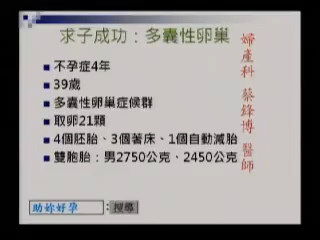 求子成功：多囊性卵巢
不孕症4年
39歲
多囊性卵巢症候群
取卵21顆
4個胚胎、3個著床、1個自動減胎
雙胞胎：男2750公克、2450公克
婦產科 蔡鋒博 醫師
助妳好孕：搜尋